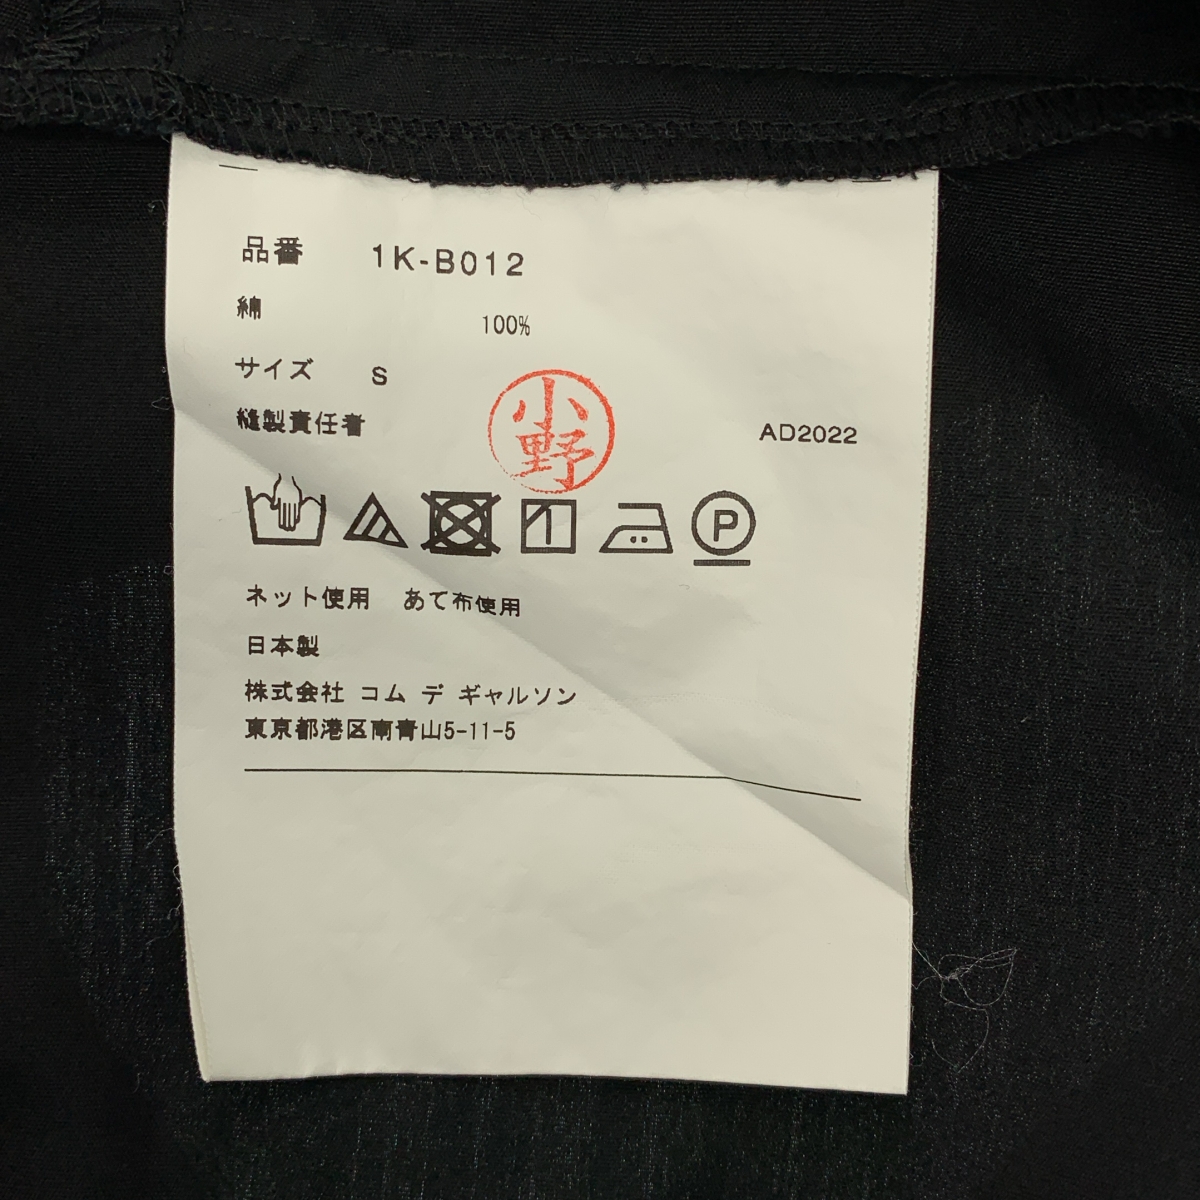 品番 1K-B012
綿 100%
サイズ S
縫製責任者 小野 AD2022
P
ネット使用 あて布使用
日本製
株式会社 コム デ ギャルソン
東京都港区南青山5-11-5